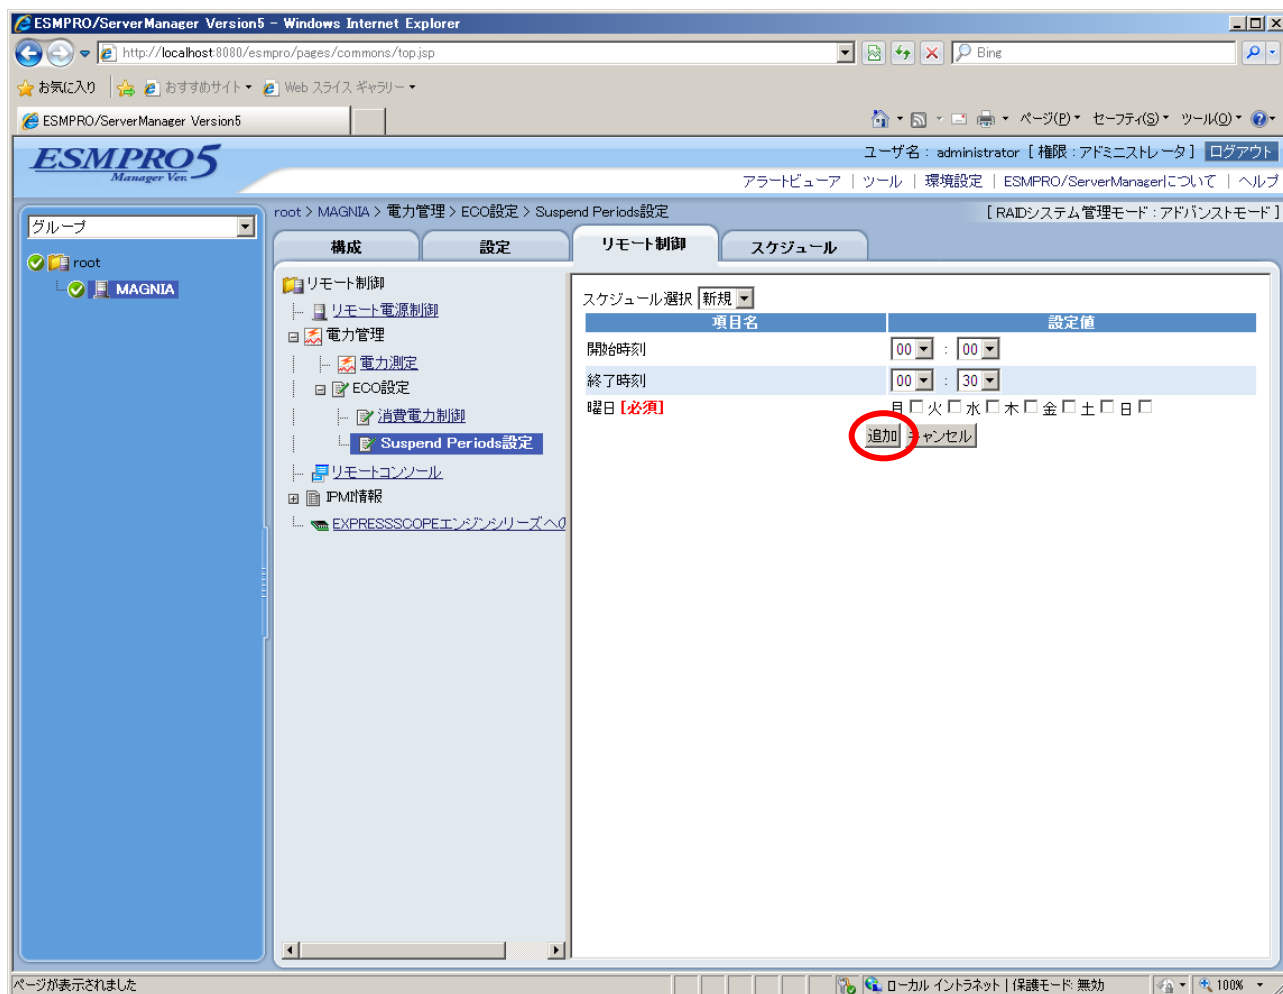 ESMPRO/ServerManager Version5 - Windows Internet Explorer
http://localhost:8080/esmpro/pages/commons/top.jsp
Bing
お気に入り おすすめサイト Web スライス ギャラリー
ESMPRO/ServerManager Version5
ページ(P) セーフティ(S) ツール(O)
ESMPRO5
Manager Ver.
ユーザ名 : administrator [ 権限 : アドミニストレータ ] ログアウト
アラートビューア | ツール | 環境設定 | ESMPRO/ServerManagerについて | ヘルプ
グループ
root
MAGNIA
root > MAGNIA > 電力管理 > ECO設定 > Suspend Periods設定
[ RAIDシステム管理モード : アドバンストモード ]
構成 設定 リモート制御 スケジュール
リモート制御
リモート電源制御
電力管理
電力測定
ECO設定
消費電力制御
Suspend Periods設定
リモートコンソール
IPMI情報
EXPRESSSCOPEエンジンシリーズへの
スケジュール選択 新規
項目名 設定値
開始時刻 00 : 00
終了時刻 00 : 30
曜日 [必須] 月 火 水 木 金 土 日
追加 キャンセル
ページが表示されました
ローカル イントラネット | 保護モード: 無効
100%